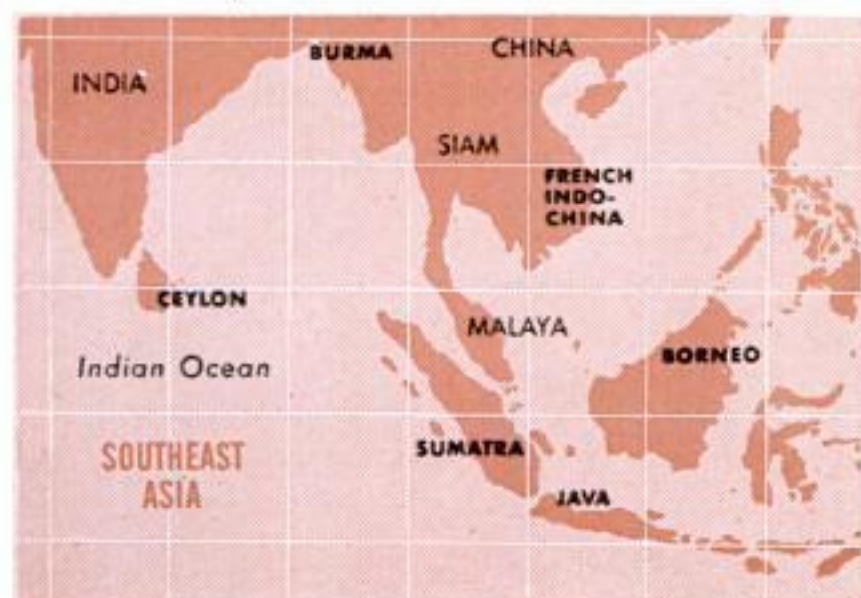 BURMA
CHINA
INDIA
SIAM
FRENCH
INDO-
CHINA
CEYLON
MALAYA
BORNEO
Indian Ocean
SUMATRA
SOUTHEAST
ASIA
JAVA